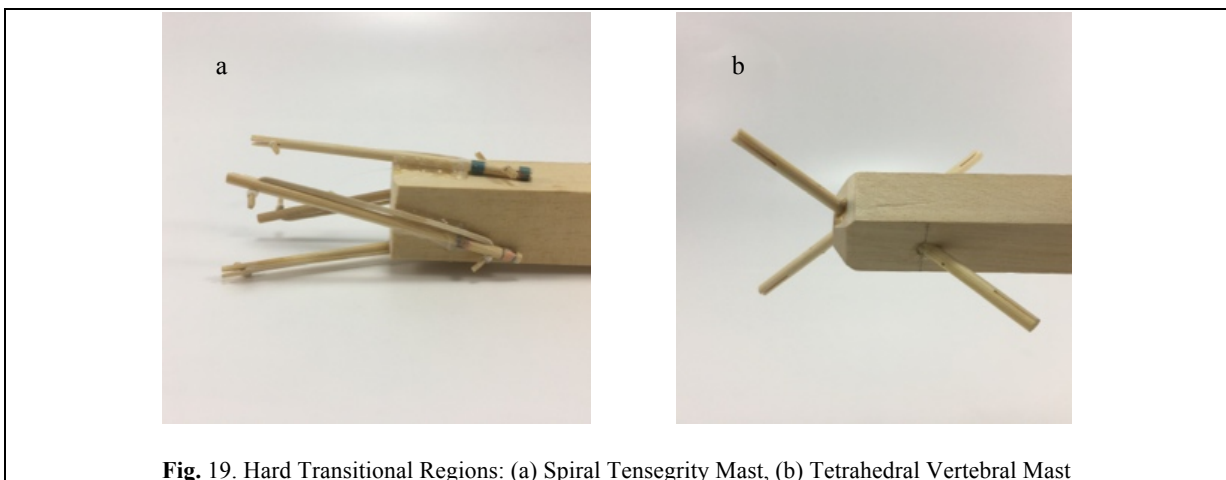 a
b
Fig. 19. Hard Transitional Regions: (a) Spiral Tensegrity Mast, (b) Tetrahedral Vertebral Mast